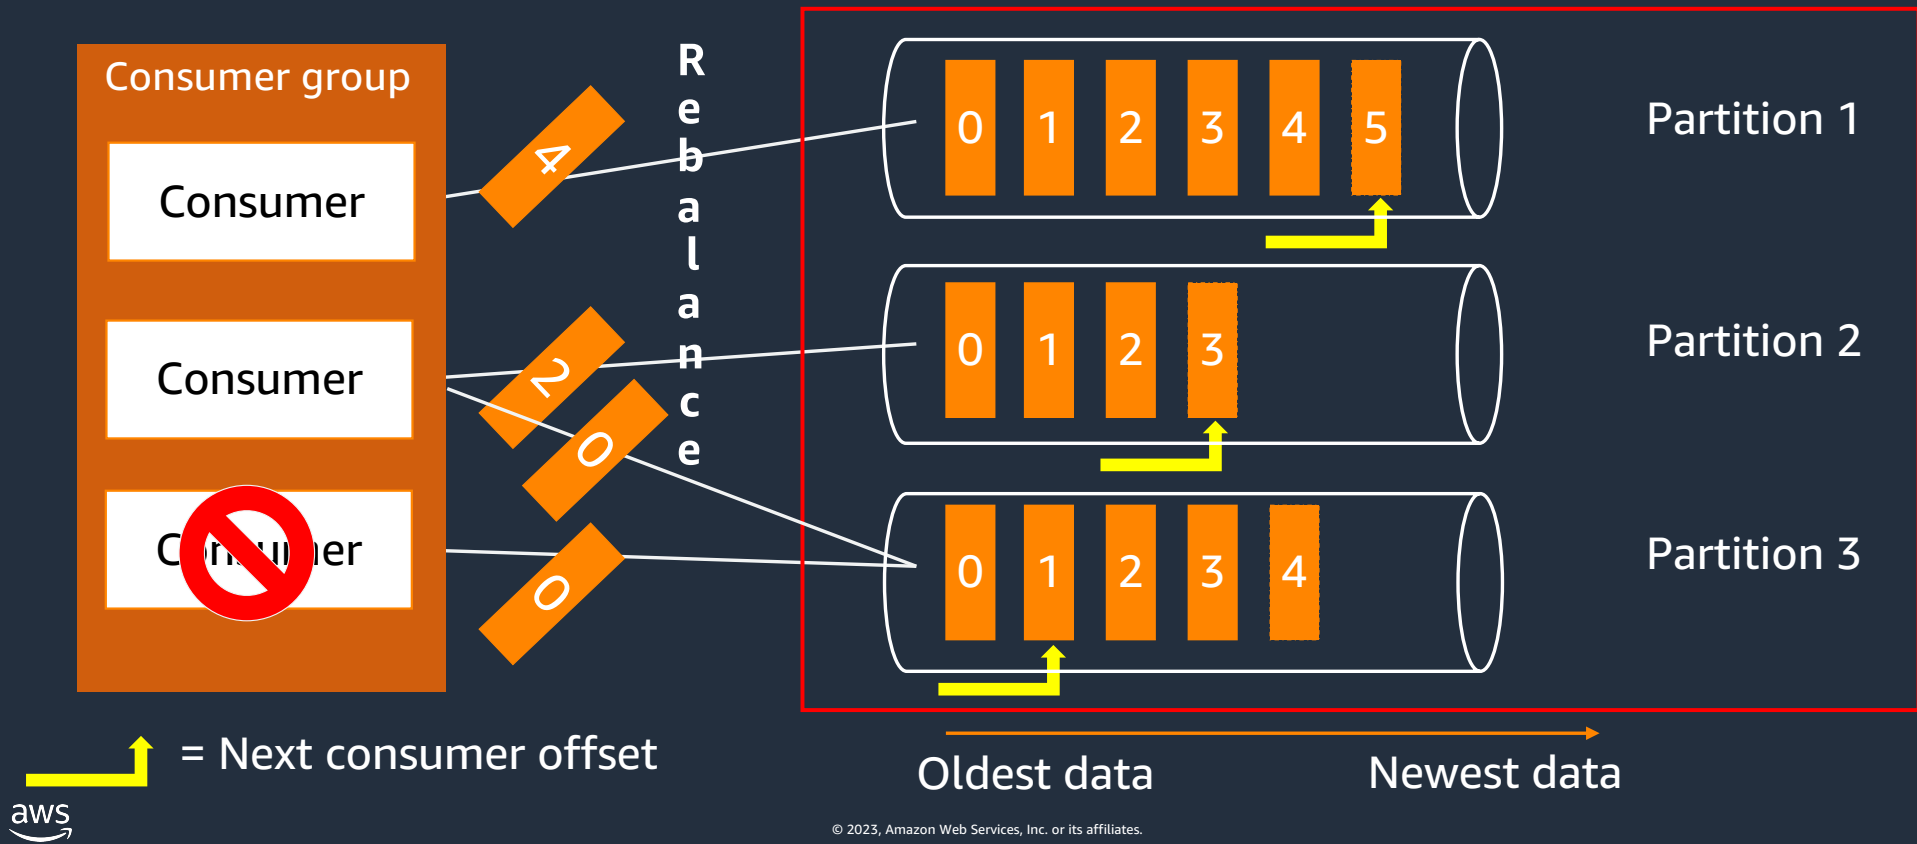 Consumer group
Consumer
Consumer
Consumer
4
2
0
0
R
e
b
a
l
a
n
c
e
0 1 2 3 4 5
Partition 1
0 1 2 3
Partition 2
0 1 2 3 4
Partition 3
= Next consumer offset
Oldest data
Newest data
aws
© 2023, Amazon Web Services, Inc. or its affiliates.